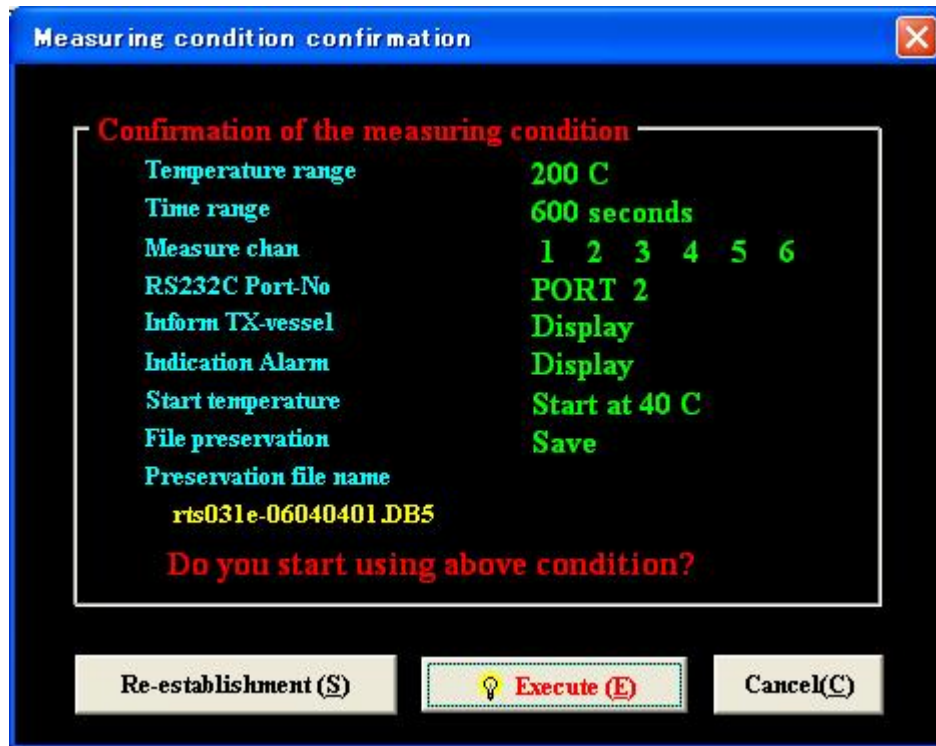 Measuring condition confirmation
Confirmation of the measuring condition
Temperature range 200 C
Time range 600 seconds
Measure chan 1 2 3 4 5 6
RS232C Port-No PORT 2
Inform TX-vessel Display
Indication Alarm Display
Start temperature Start at 40 C
File preservation Save
Preservation file name
rts031e-06040401.DB5
Do you start using above condition?
Re-establishment (S) Execute (E) Cancel(C)